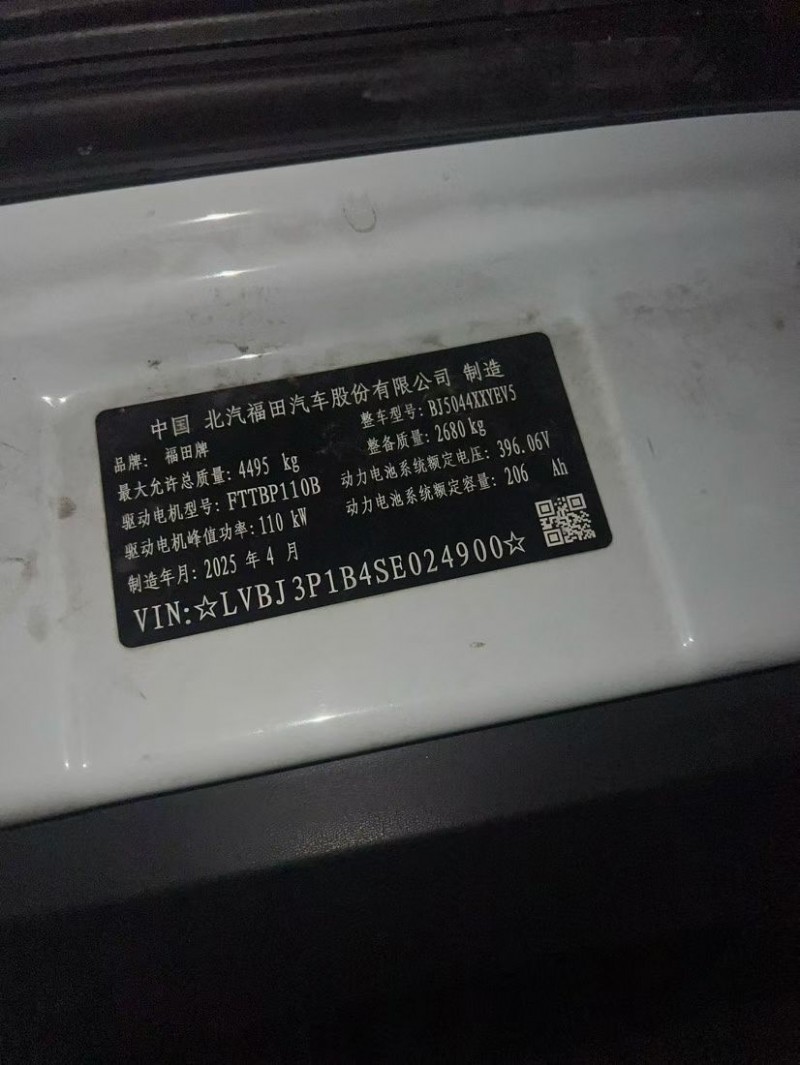 中国 北汽福田汽车股份有限公司 制造
品牌: 福田牌 整车型号: BJ5044XXYEV5
最大允许总质量: 4495 kg 整备质量: 2680 kg
驱动电机型号: FTTBP110B 动力电池系统额定电压: 396.06V
驱动电机峰值功率: 110 kW 动力电池系统额定容量: 206 Ah
制造年月: 2025 年 4 月
VIN:☆LVBJ3P1B4SE024900☆